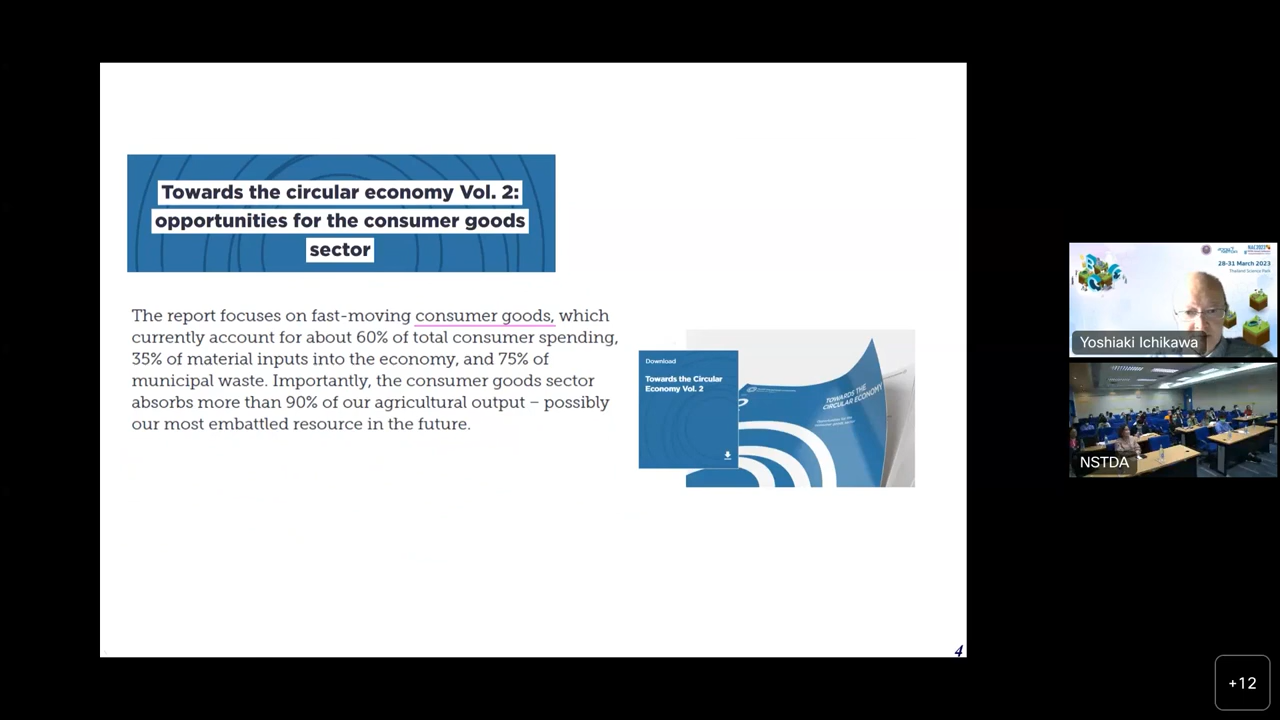 Towards the circular economy Vol. 2:
opportunities for the consumer goods
sector
The report focuses on fast-moving consumer goods, which
currently account for about 60% of total consumer spending,
35% of material inputs into the economy, and 75% of
municipal waste. Importantly, the consumer goods sector
absorbs more than 90% of our agricultural output – possibly
our most embattled resource in the future.
Download
Towards the Circular
Economy Vol. 2
TOWARDS THE
CIRCULAR ECONOMY
4
28-31 March 2023
Thailand Science Park
Yoshiaki Ichikawa
NSTDA
+12